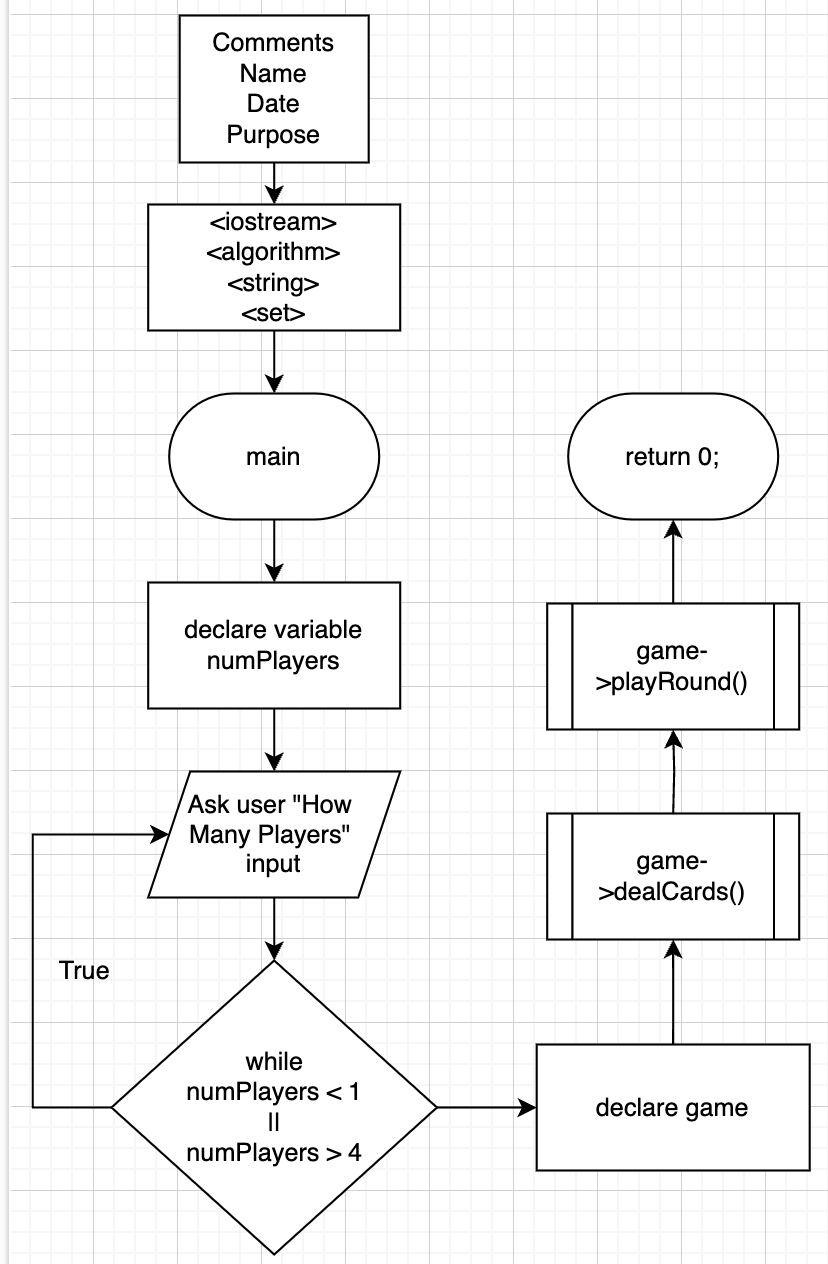 Comments
Name
Date
Purpose
<iostream>
<algorithm>
<string>
<set>
main
declare variable
numPlayers
Ask user "How
Many Players"
input
True
while
numPlayers < 1
||
numPlayers > 4
declare game
game-
>dealCards()
game-
>playRound()
return 0;